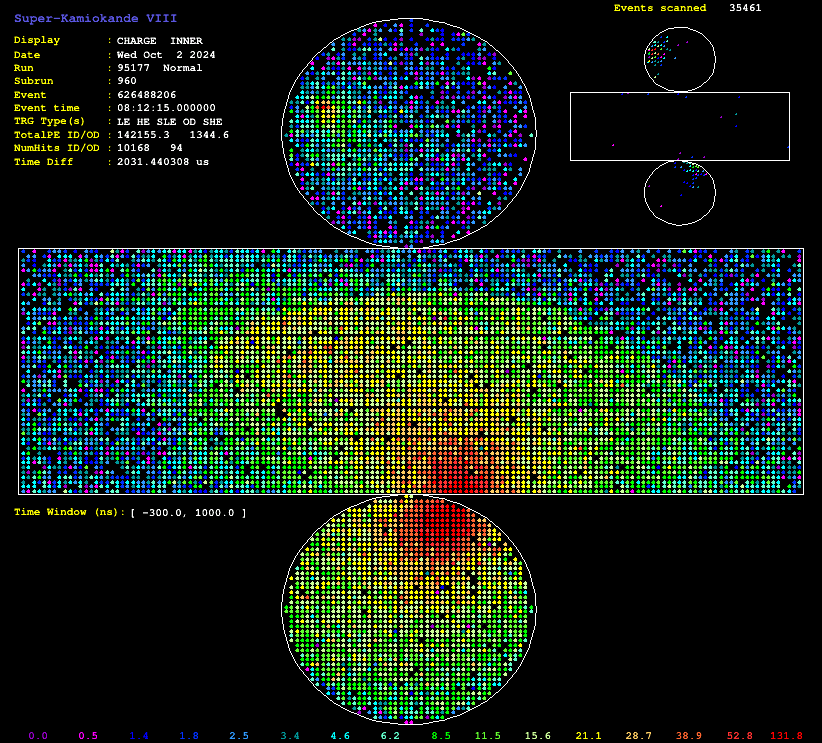 Super-Kamiokande VIII
Events scanned 35461
Display : CHARGE INNER
Date : Wed Oct 2 2024
Run : 95177 Normal
Subrun : 960
Event : 626488206
Event time : 08:12:15.000000
TRG Type(s) : LE HE SLE OD SHE
TotalPE ID/OD : 142155.3 1344.6
NumHits ID/OD : 10168 94
Time Diff : 2031.440308 us
Time Window (ns): [ -300.0, 1000.0 ]
0.0 0.5 1.4 1.8 2.5 3.4 4.6 6.2 8.5 11.5 15.6 21.1 28.7 38.9 52.8 131.8